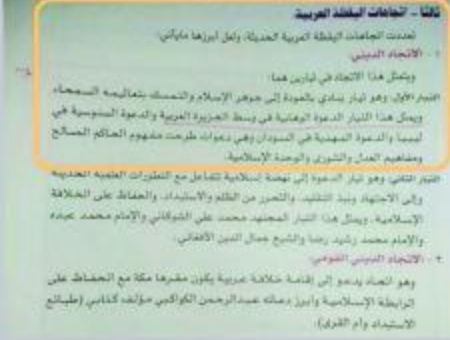 ثالثاً - اتجاهات اليقظة العربية:
تعددت اتجاهات اليقظة العربية الحديثة، ولعل أبرزها مايأتي:
١ - الاتجاه الديني:
ويتمثل هذا الاتجاه في تيارين هما:
التيار الأول: وهو تيار ينادي بالعودة إلى جوهر الإسلام والتمسك بتعاليمه السمحاء
ويمثل هذا التيار الدعوة الوهابية في وسط الجزيرة العربية والدعوة السنوسية في
ليبيا والدعوة المهدية في السودان وهي دعوات طرحت مفهوم الحاكم الصالح
ومفاهيم العدل والشورى والوحدة الإسلامية.
التيار الثاني: وهو تيار الدعوة إلى نهضة إسلامية تتفاعل مع التطورات العلمية الحديثة
وإلى الاجتهاد ونبذ التقليد، والتحرر من الظلم والاستبداد، والحفاظ على الخلافة
الإسلامية، ويمثل هذا التيار المجتهد محمد علي الشوكاني والإمام محمد عبده
والإمام محمد رشيد رضا والشيخ جمال الدين الأفغاني.
٢ - الاتجاه الديني القومي:
وهو اتجاه يدعو إلى إقامة خلافة عربية يكون مقرها مكة مع الحفاظ على
الرابطة الإسلامية وأبرز دعاته عبدالرحمن الكواكبي مؤلف كتابي (طبائع
الاستبداد وأم القرى).